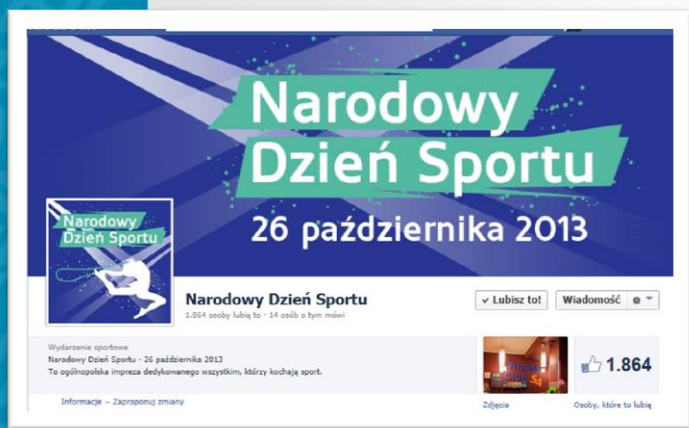 Narodowy
Dzień Sportu
26 października 2013
Narodowy
Dzień Sportu
Narodowy Dzień Sportu
1.064 osoby lubią to · 14 osób o tym mówi
✓ Lubisz to!
Wiadomość
Wydarzenie sportowe
Narodowy Dzień Sportu - 26 października 2013
To ogólnopolska impreza dedykowanego wszystkim, którzy kochają sport.
Informacje – Zaproponuj zmiany
Zdjęcia
1.864
Osoby, które to lubią